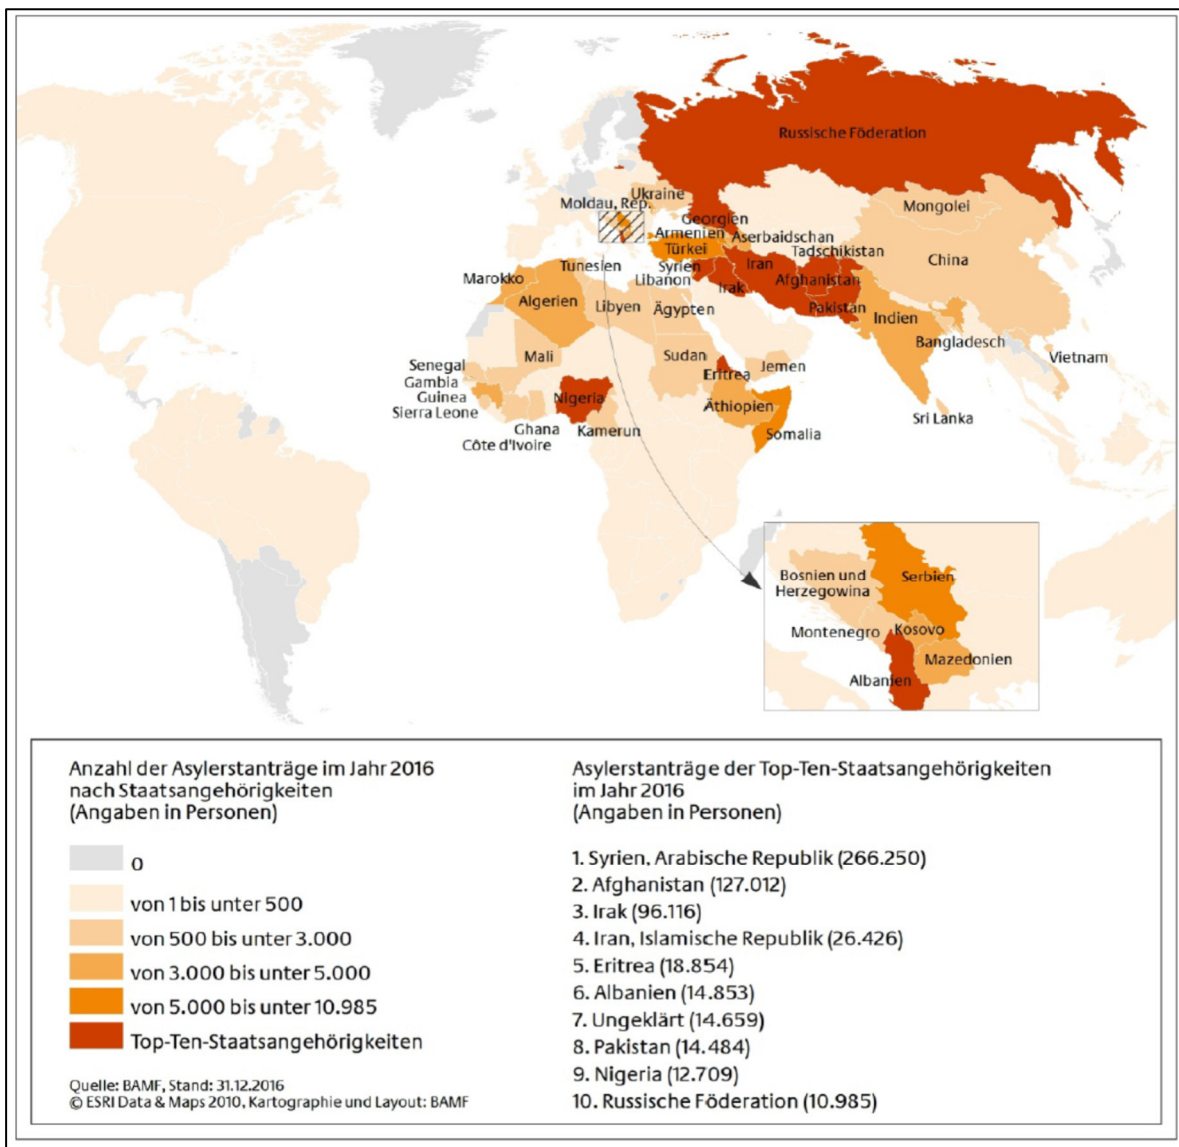 Russische Föderation
Ukraine
Moldau, Rep.
Mongolei
Georgien
Armenien
Aserbaidschan
Türkei
Tadschikistan
China
Tunesien
Syrien
Iran
Marokko
Libanon
Afghanistan
Irak
Algerien
Libyen
Ägypten
Pakistan
Indien
Bangladesch
Mali
Sudan
Vietnam
Senegal
Jemen
Gambia
Eritrea
Guinea
Nigeria
Äthiopien
Sierra Leone
Sri Lanka
Ghana
Kamerun
Somalia
Côte d'Ivoire
Bosnien und
Herzegowina
Serbien
Montenegro
Kosovo
Mazedonien
Albanien
Anzahl der Asylerstanträge im Jahr 2016
nach Staatsangehörigkeiten
(Angaben in Personen)
0
von 1 bis unter 500
von 500 bis unter 3.000
von 3.000 bis unter 5.000
von 5.000 bis unter 10.985
Top-Ten-Staatsangehörigkeiten
Quelle: BAMF, Stand: 31.12.2016
© ESRI Data & Maps 2010, Kartographie und Layout: BAMF
Asylerstanträge der Top-Ten-Staatsangehörigkeiten
im Jahr 2016
(Angaben in Personen)
1. Syrien, Arabische Republik (266.250)
2. Afghanistan (127.012)
3. Irak (96.116)
4. Iran, Islamische Republik (26.426)
5. Eritrea (18.854)
6. Albanien (14.853)
7. Ungeklärt (14.659)
8. Pakistan (14.484)
9. Nigeria (12.709)
10. Russische Föderation (10.985)